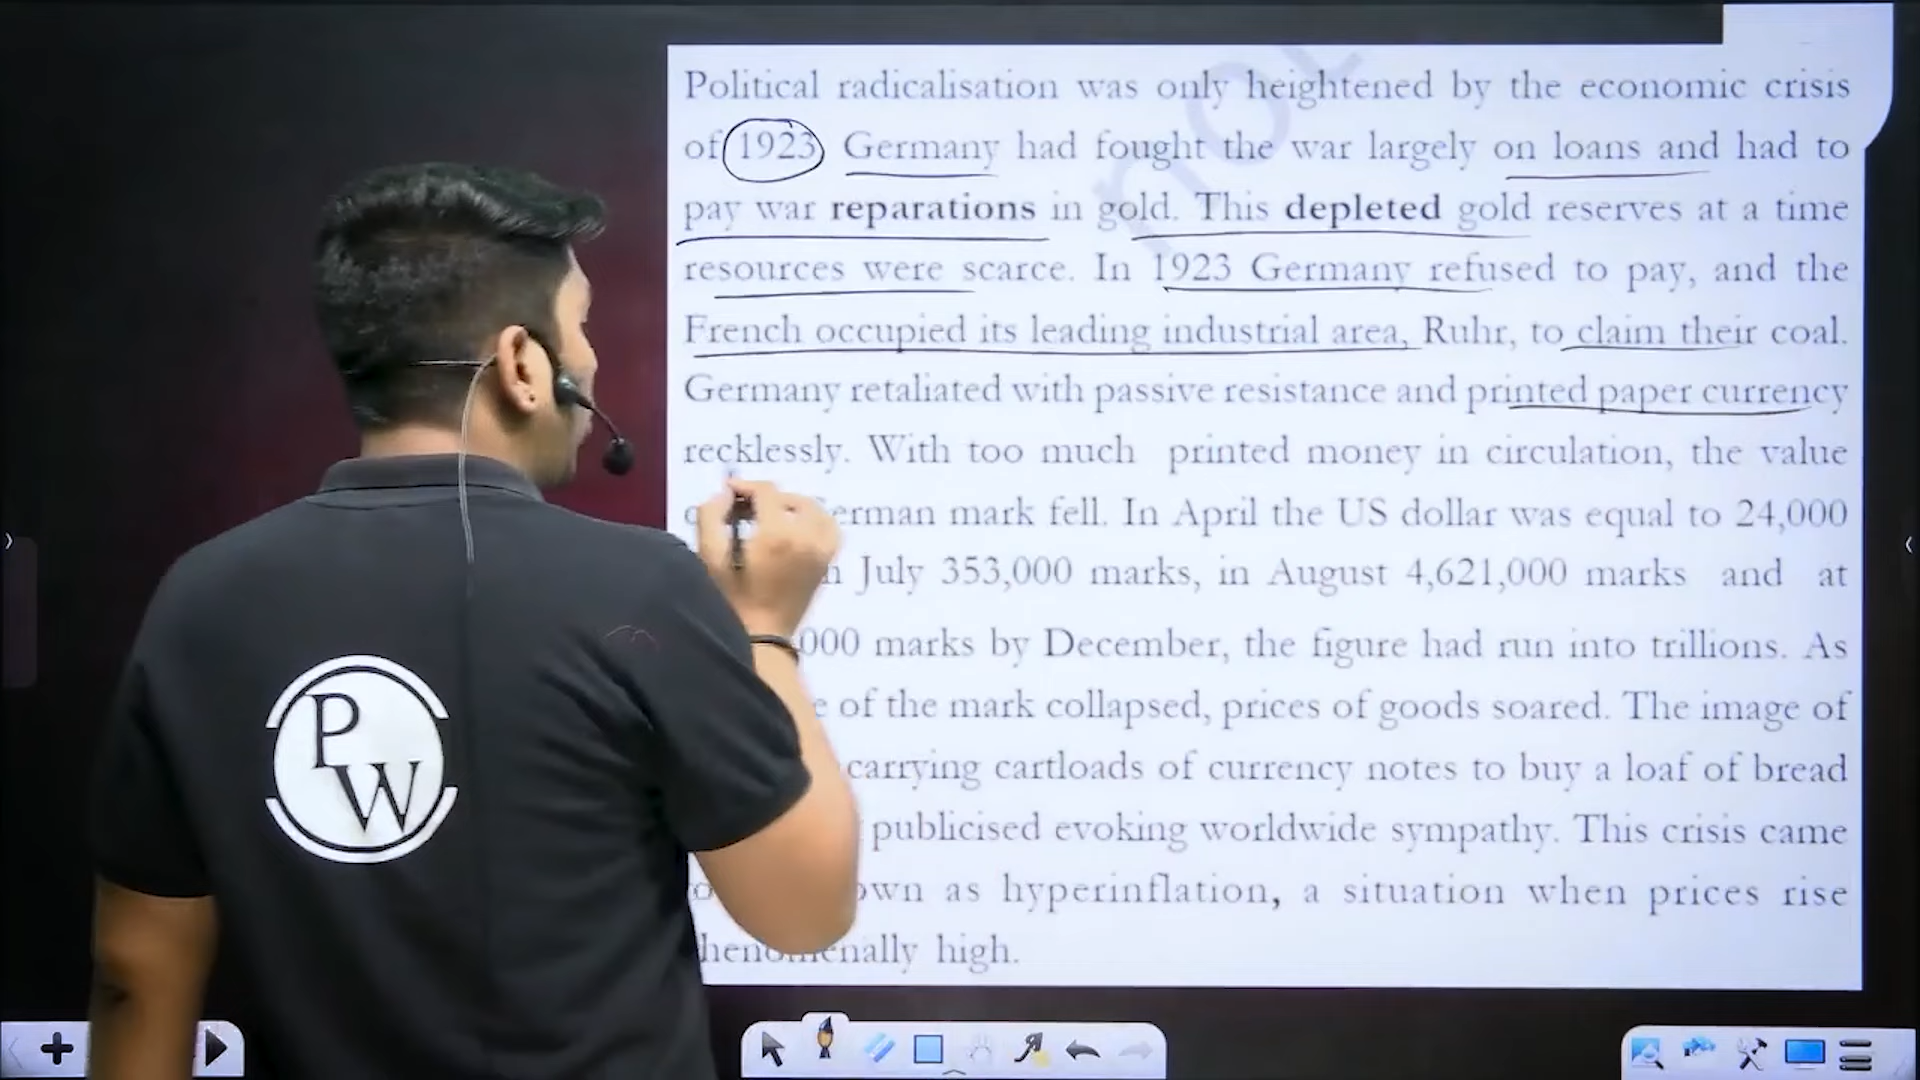 Political radicalisation was only heightened by the economic crisis
of 1923 Germany had fought the war largely on loans and had to
pay war reparations in gold. This depleted gold reserves at a time
resources were scarce. In 1923 Germany refused to pay, and the
French occupied its leading industrial area, Ruhr, to claim their coal.
Germany retaliated with passive resistance and printed paper currency
recklessly. With too much printed money in circulation, the value
erman mark fell. In April the US dollar was equal to 24,000
July 353,000 marks, in August 4,621,000 marks and at
000 marks by December, the figure had run into trillions. As
of the mark collapsed, prices of goods soared. The image of
carrying cartloads of currency notes to buy a loaf of bread
publicised evoking worldwide sympathy. This crisis came
own as hyperinflation, a situation when prices rise
high.
not
PW